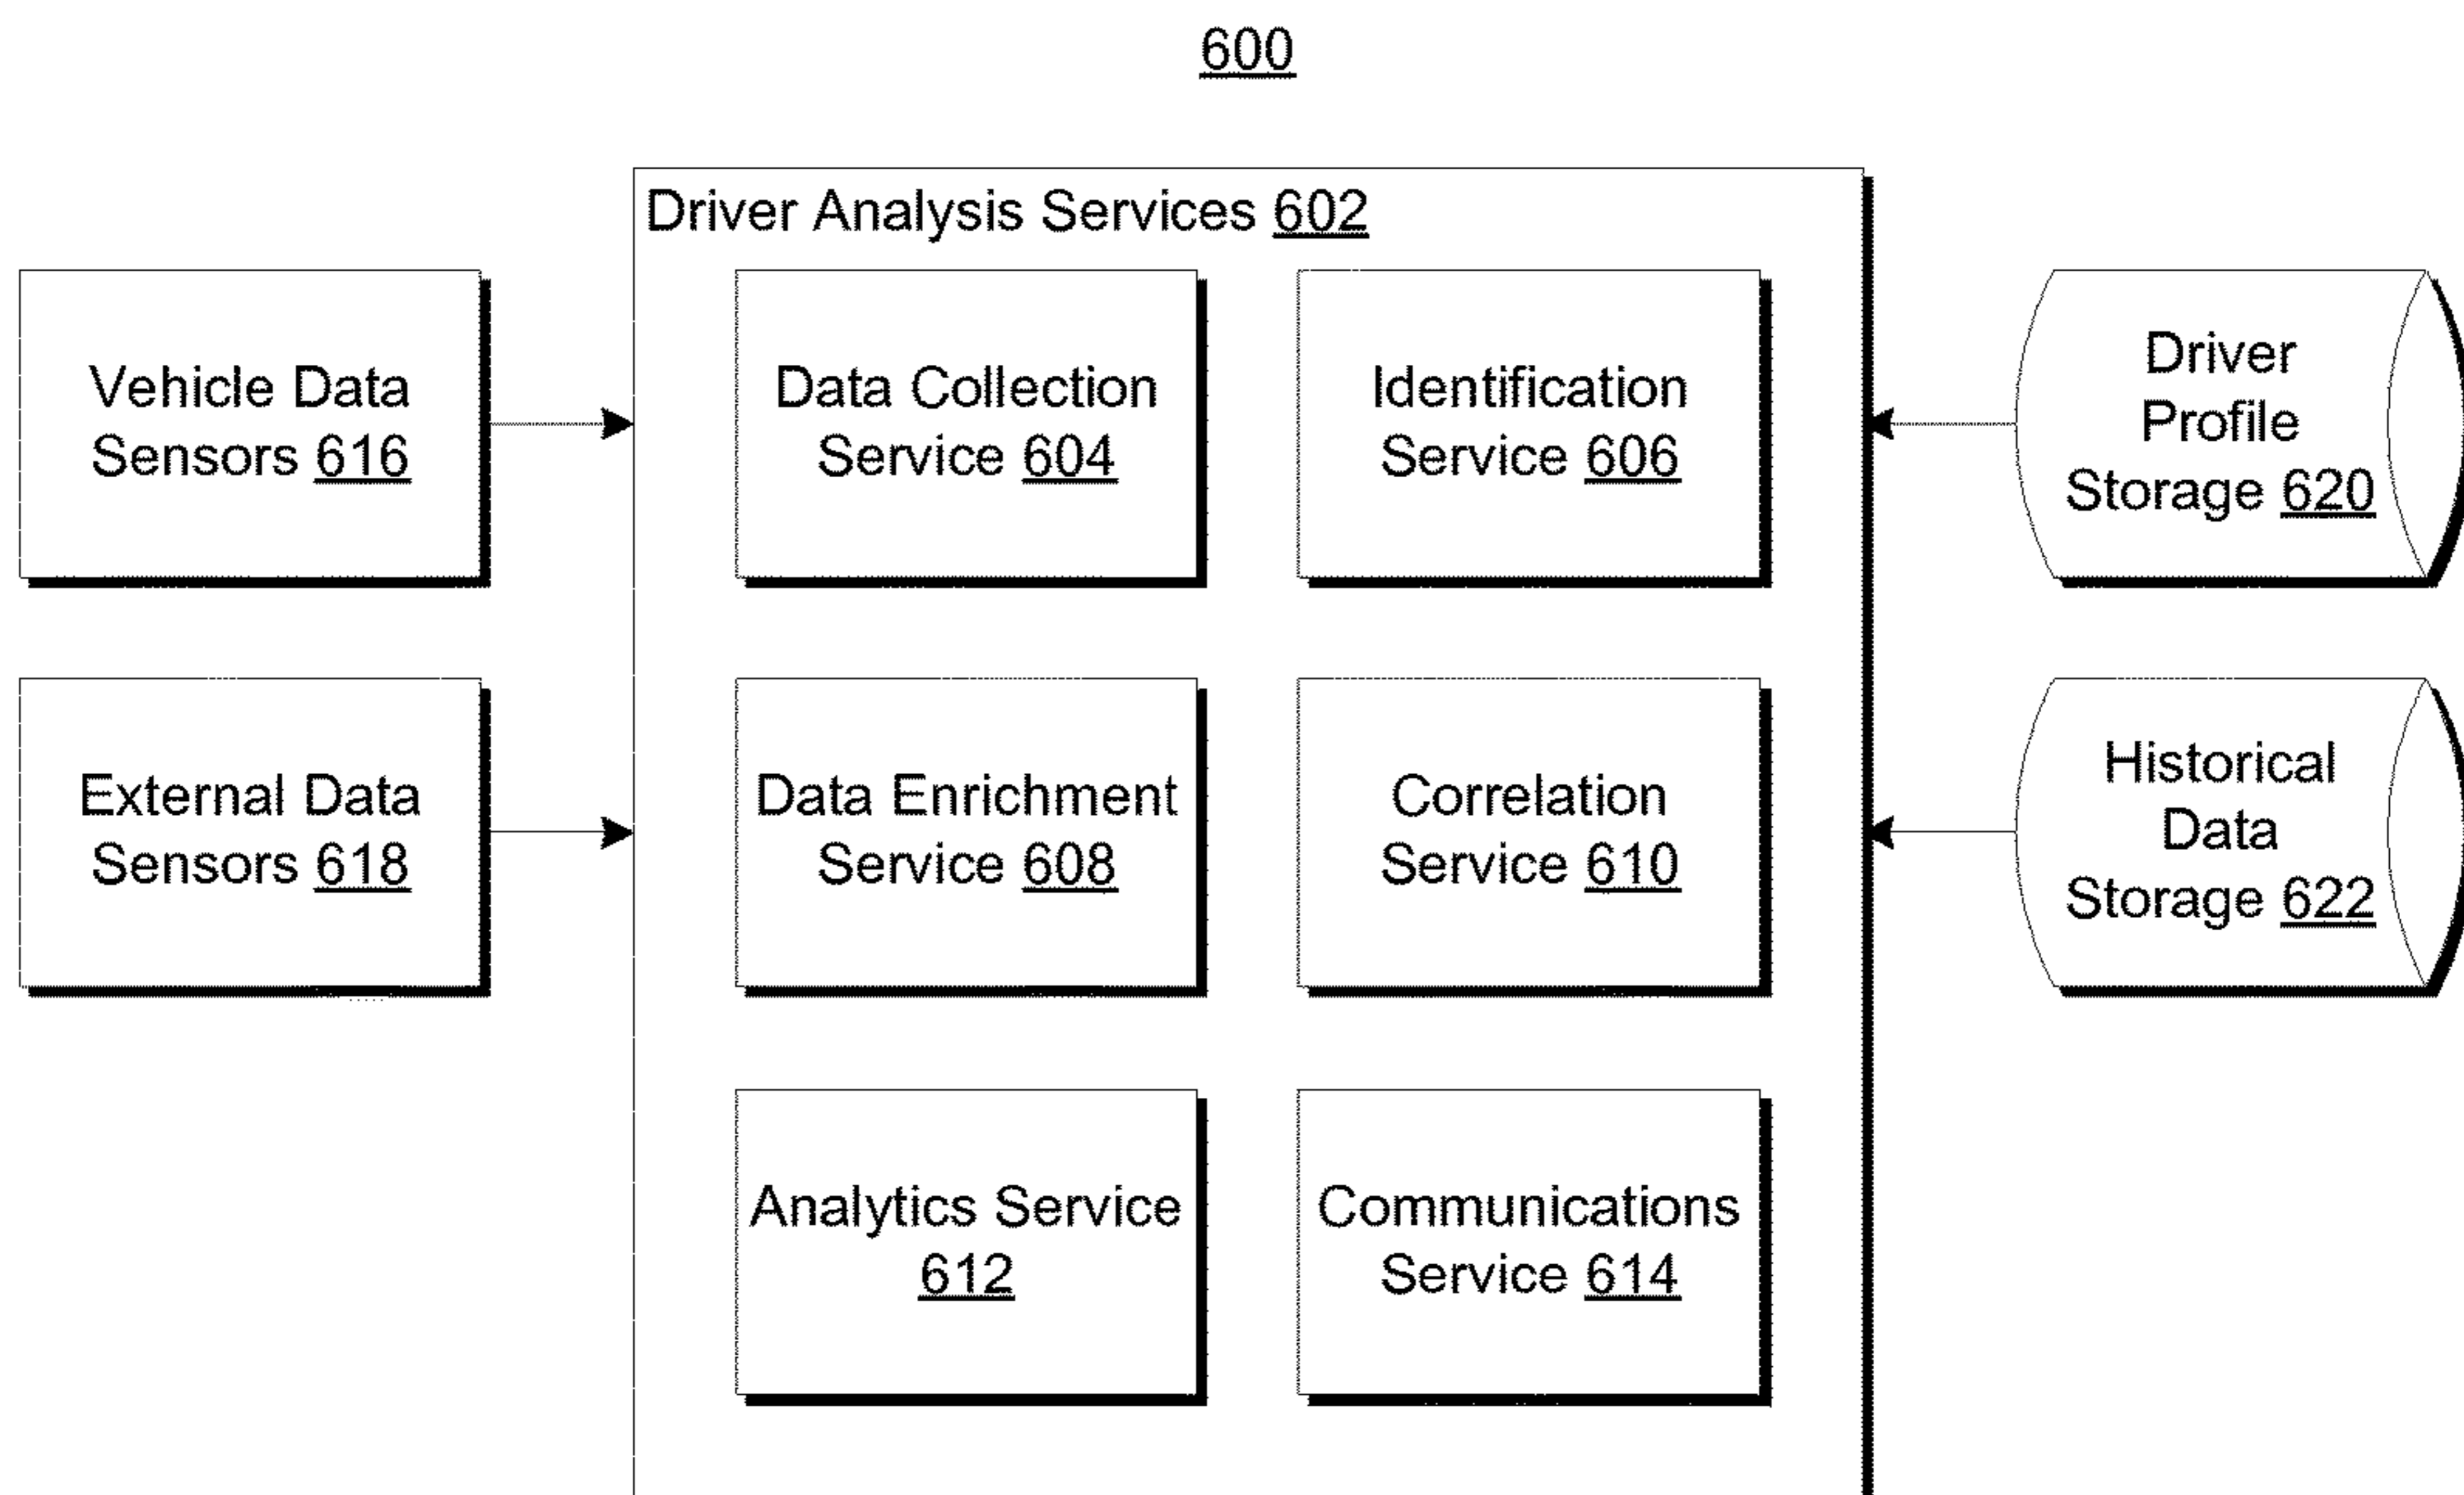 600
Driver Analysis Services 602
Vehicle Data
Sensors 616
Data Collection
Service 604
Identification
Service 606
Driver
Profile
Storage 620
External Data
Sensors 618
Data Enrichment
Service 608
Correlation
Service 610
Historical
Data
Storage 622
Analytics Service
612
Communications
Service 614